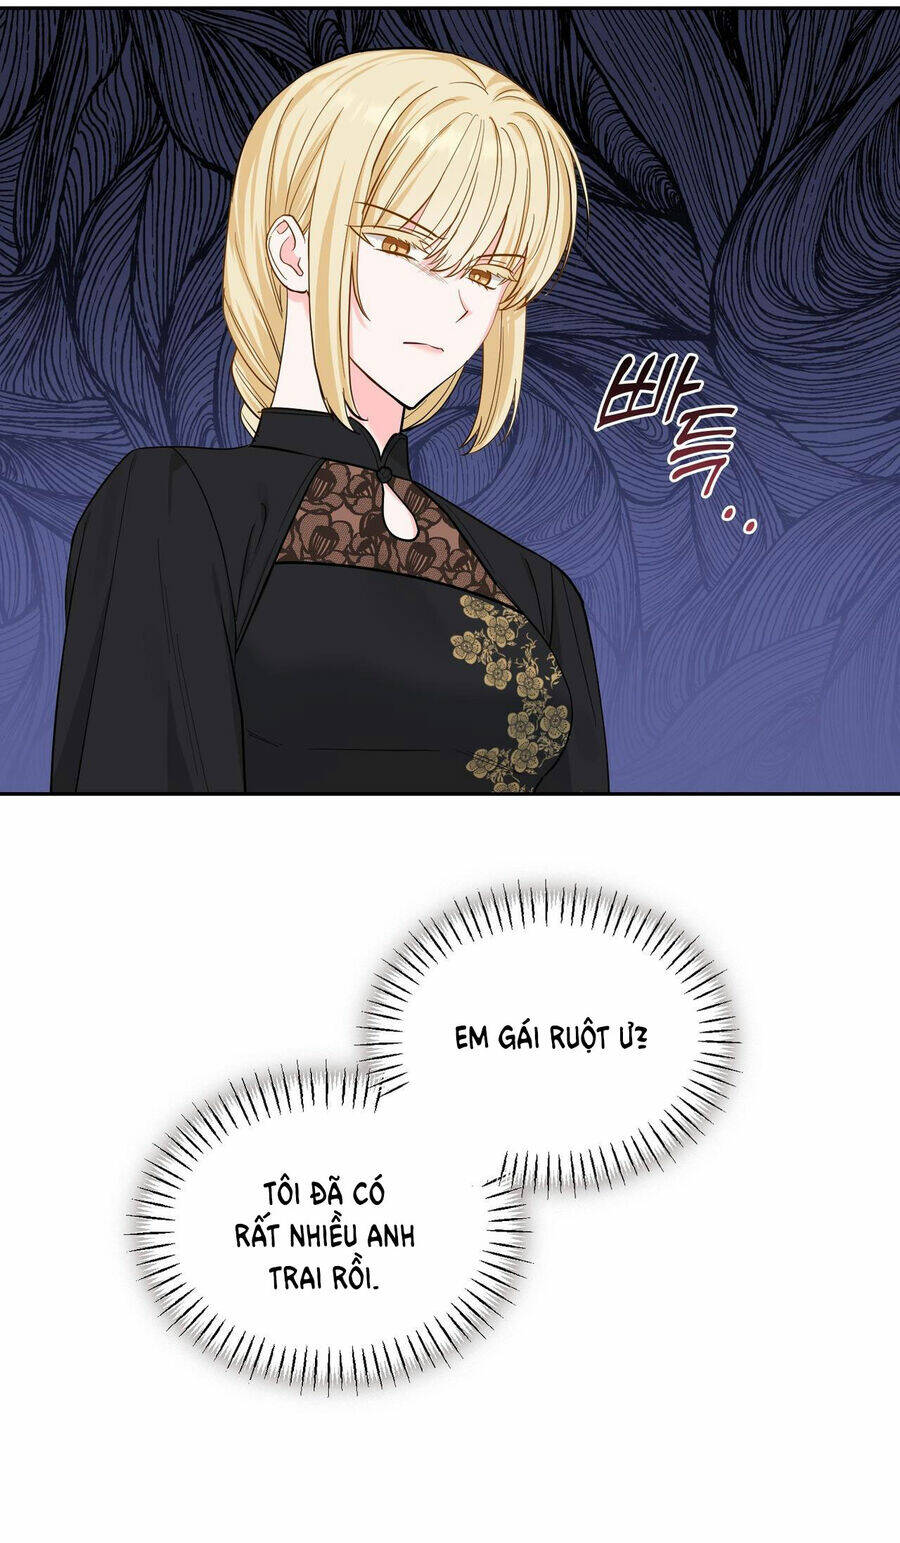 빠득..
EM GÁI RUỘT Ư?
TÔI ĐÃ CÓ
RẤT NHIỀU ANH
TRAI RỒI.